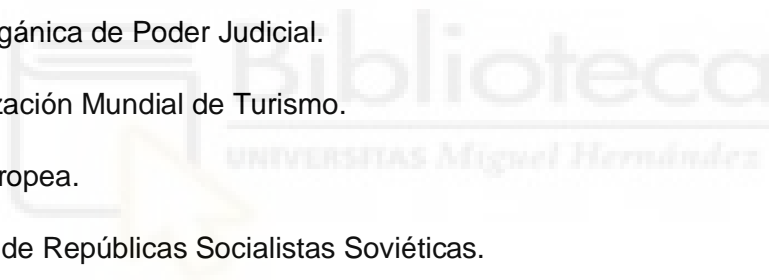 gánica de Poder Judicial.
Biblioteca
zación Mundial de Turismo.
UNIVERSITAS Miguel Hernández
ropea.
de Repúblicas Socialistas Soviéticas.